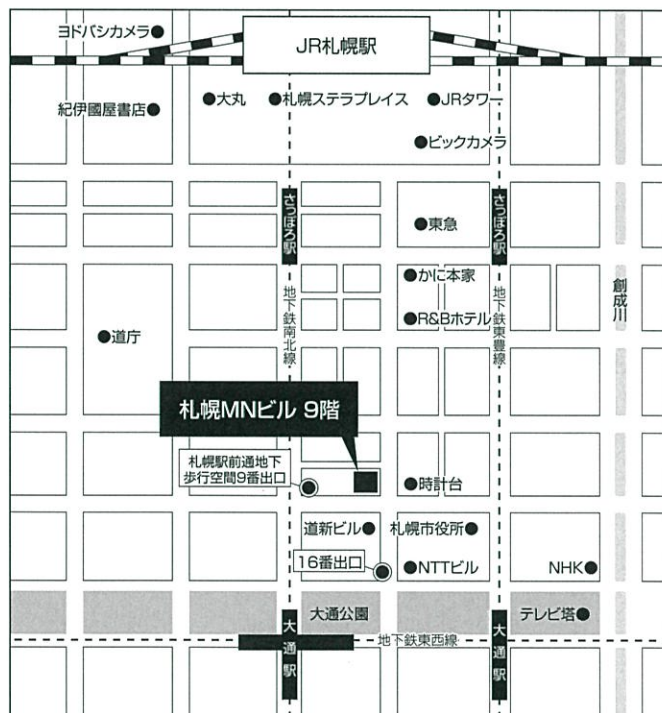 ヨドバシカメラ
JR札幌駅
紀伊國屋書店
大丸
札幌ステラプレイス
JRタワー
ビックカメラ
さっぽろ駅
さっぽろ駅
東急
かに本家
地下鉄南北線
地下鉄東豊線
創成川
R&Bホテル
道庁
札幌MNビル 9階
札幌駅前通地下
歩行空間9番出口
時計台
道新ビル
札幌市役所
16番出口
NTTビル
NHK
大通公園
テレビ塔
大通駅
大通駅
地下鉄東西線